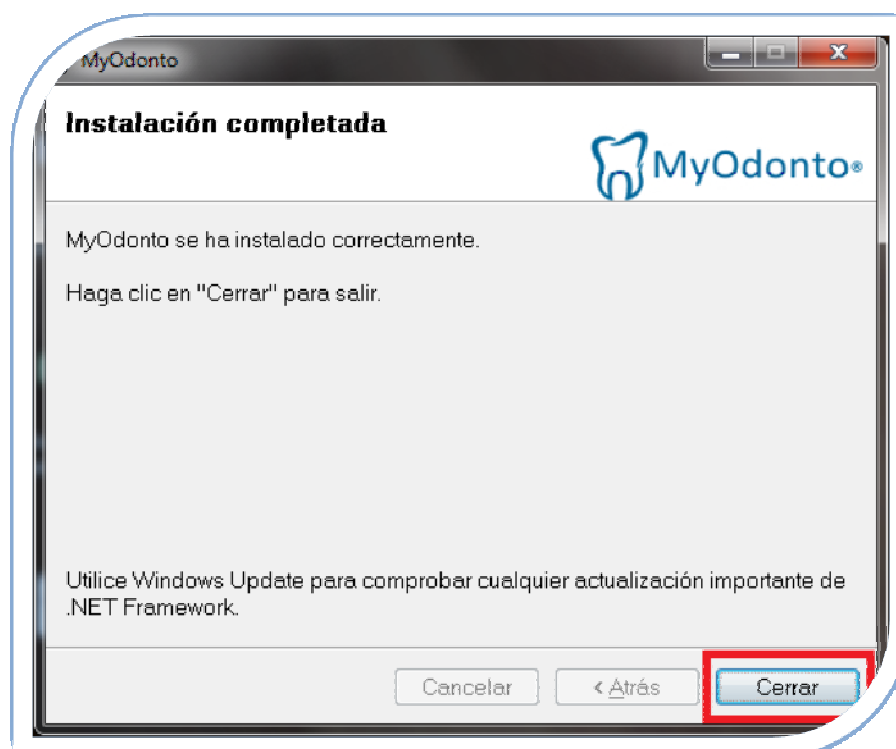 MyOdonto
Instalación completada
MyOdonto®
MyOdonto se ha instalado correctamente.
Haga clic en "Cerrar" para salir.
Utilice Windows Update para comprobar cualquier actualización importante de
.NET Framework.
Cancelar
< Atrás
Cerrar